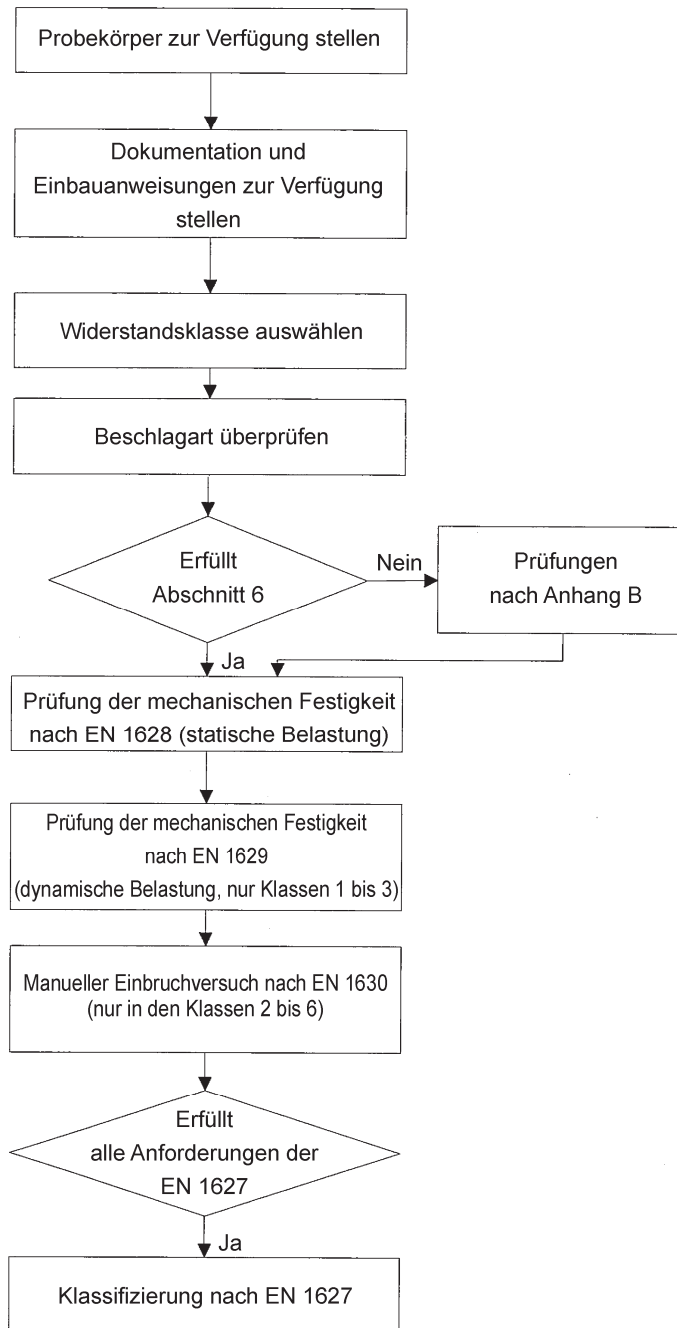 Probekörper zur Verfügung stellen
Dokumentation und
Einbauanweisungen zur Verfügung
stellen
Widerstandsklasse auswählen
Beschlagart überprüfen
Erfüllt
Abschnitt 6
Nein
Prüfungen
nach Anhang B
Ja
Prüfung der mechanischen Festigkeit
nach EN 1628 (statische Belastung)
Prüfung der mechanischen Festigkeit
nach EN 1629
(dynamische Belastung, nur Klassen 1 bis 3)
Manueller Einbruchversuch nach EN 1630
(nur in den Klassen 2 bis 6)
Erfüllt
alle Anforderungen der
EN 1627
Ja
Klassifizierung nach EN 1627